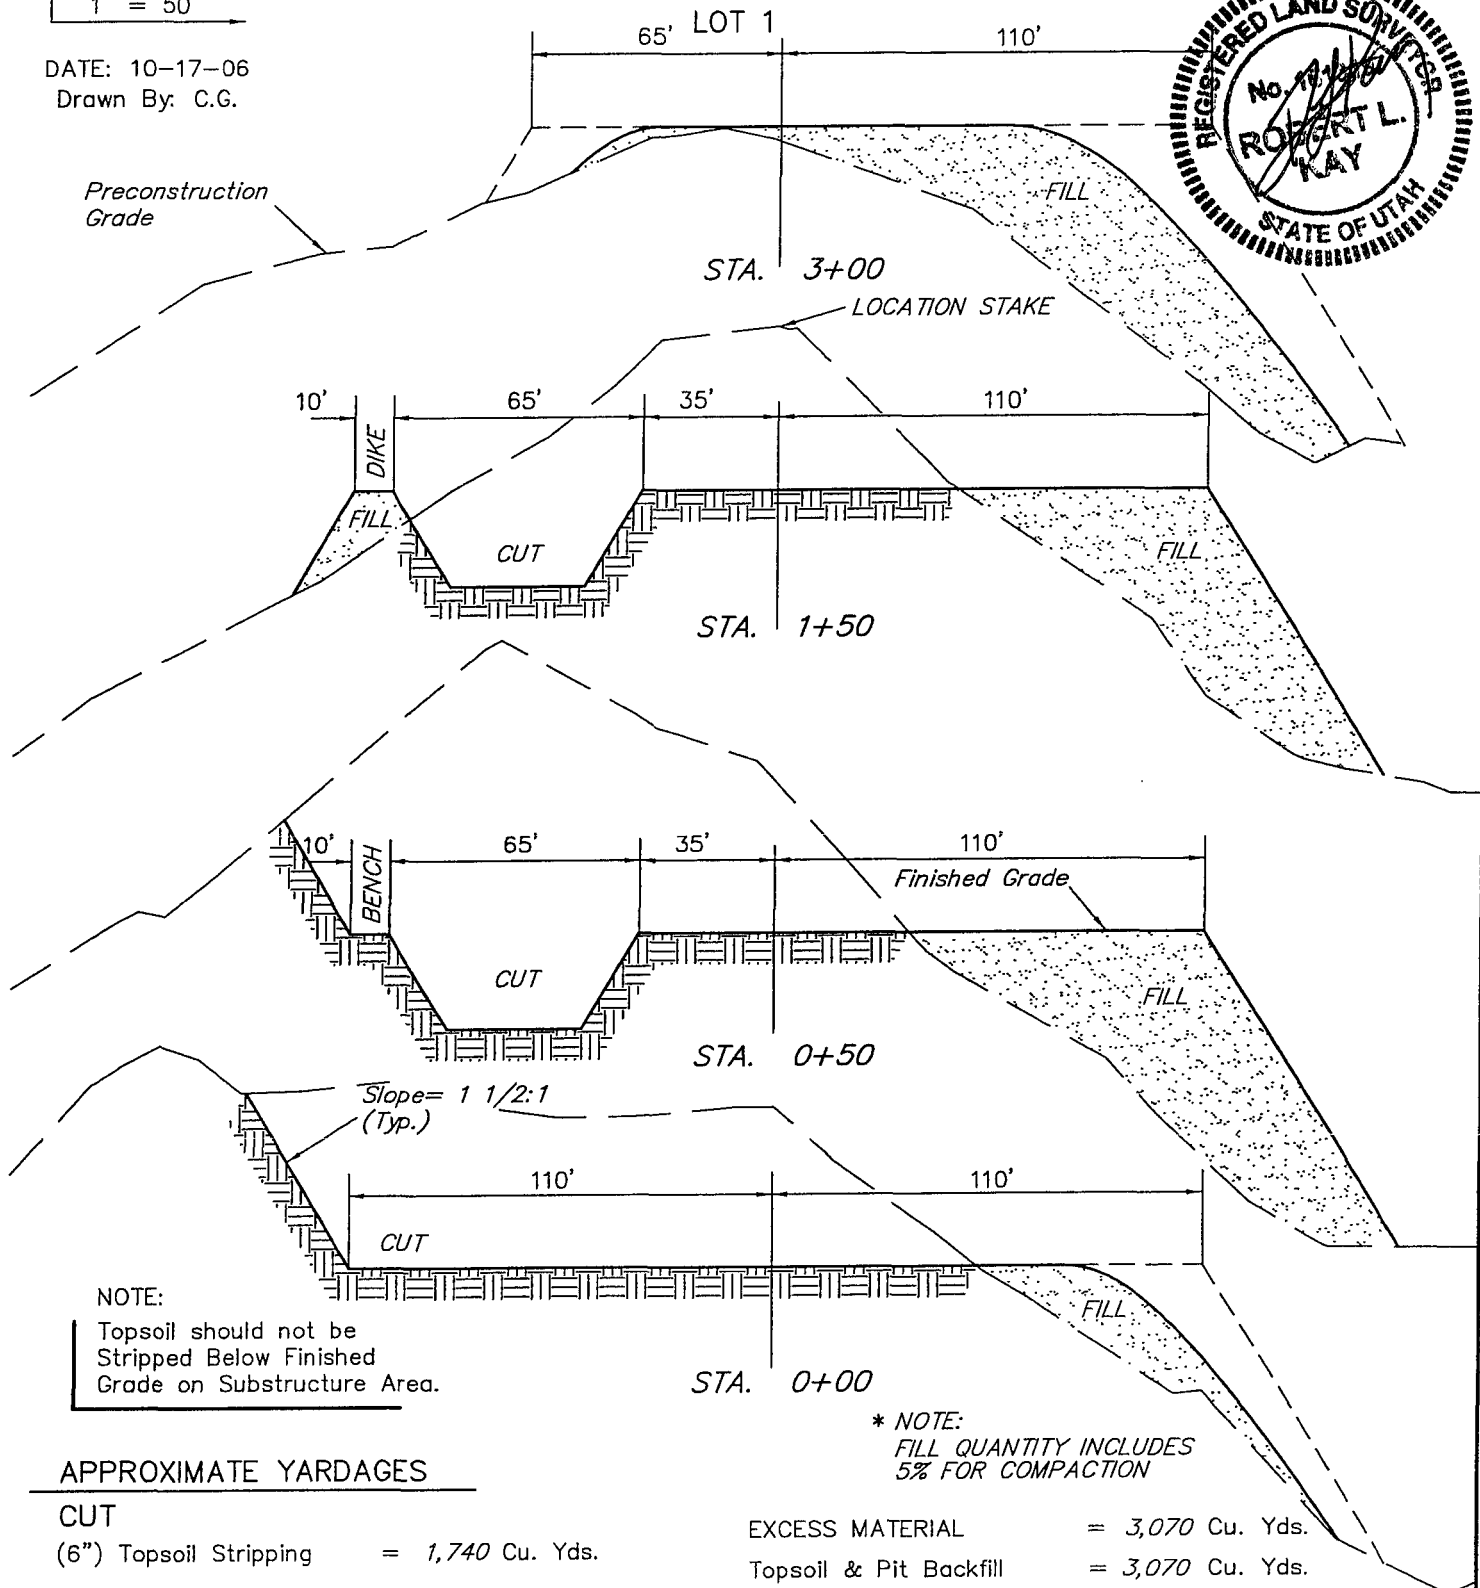 1" = 50'
DATE: 10-17-06
Drawn By: C.G.
LOT 1
65'
110'
REGISTERED LAND SURVEYOR
No.
ROBERT L.
KAY
STATE OF UTAH
Preconstruction
Grade
FILL
STA. 3+00
LOCATION STAKE
10'
65'
35'
110'
DIKE
FILL
CUT
FILL
STA. 1+50
10'
65'
35'
110'
BENCH
Finished Grade
CUT
FILL
STA. 0+50
Slope= 1 1/2:1
(Typ.)
110'
110'
CUT
FILL
NOTE:
Topsoil should not be
Stripped Below Finished
Grade on Substructure Area.
STA. 0+00
* NOTE:
FILL QUANTITY INCLUDES
5% FOR COMPACTION
APPROXIMATE YARDAGES
CUT
(6") Topsoil Stripping = 1,740 Cu. Yds.
EXCESS MATERIAL = 3,070 Cu. Yds.
Topsoil & Pit Backfill = 3,070 Cu. Yds.